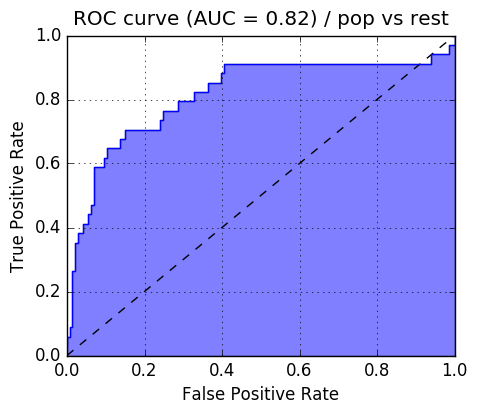 ROC curve (AUC = 0.82) / pop vs rest
1.0
0.8
0.6
0.4
0.2
0.0
True Positive Rate
0.0 0.2 0.4 0.6 0.8 1.0
False Positive Rate